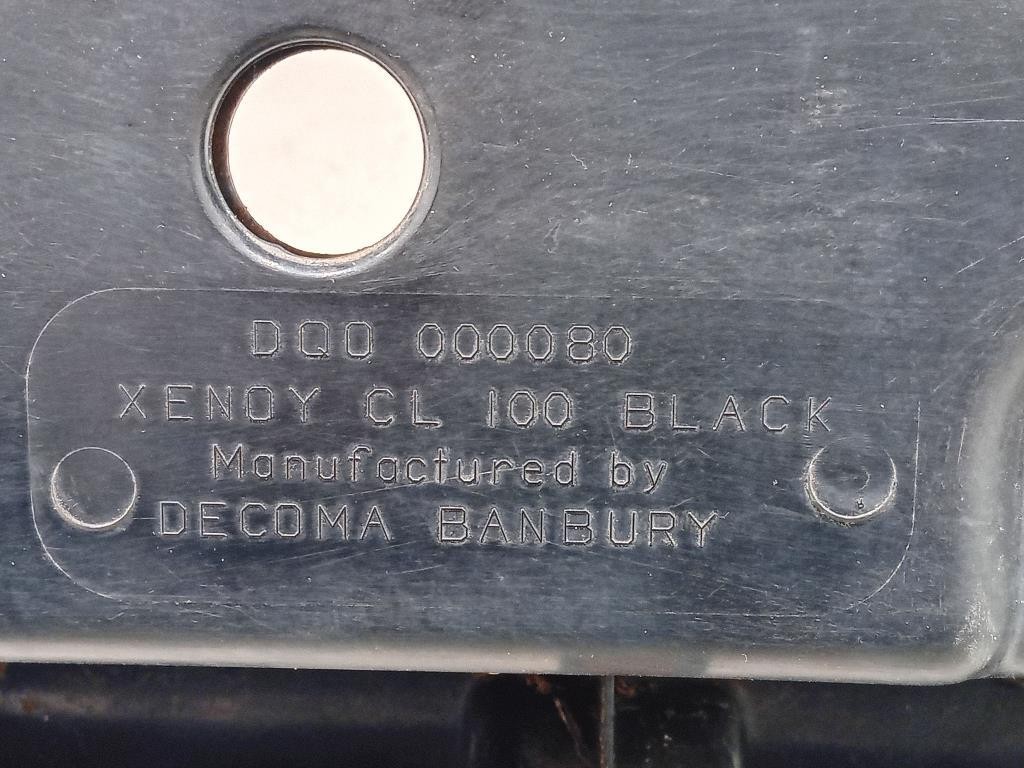 DQO 000080
XENOY CL 100 BLACK
Manufactured by
DECOMA BANBURY